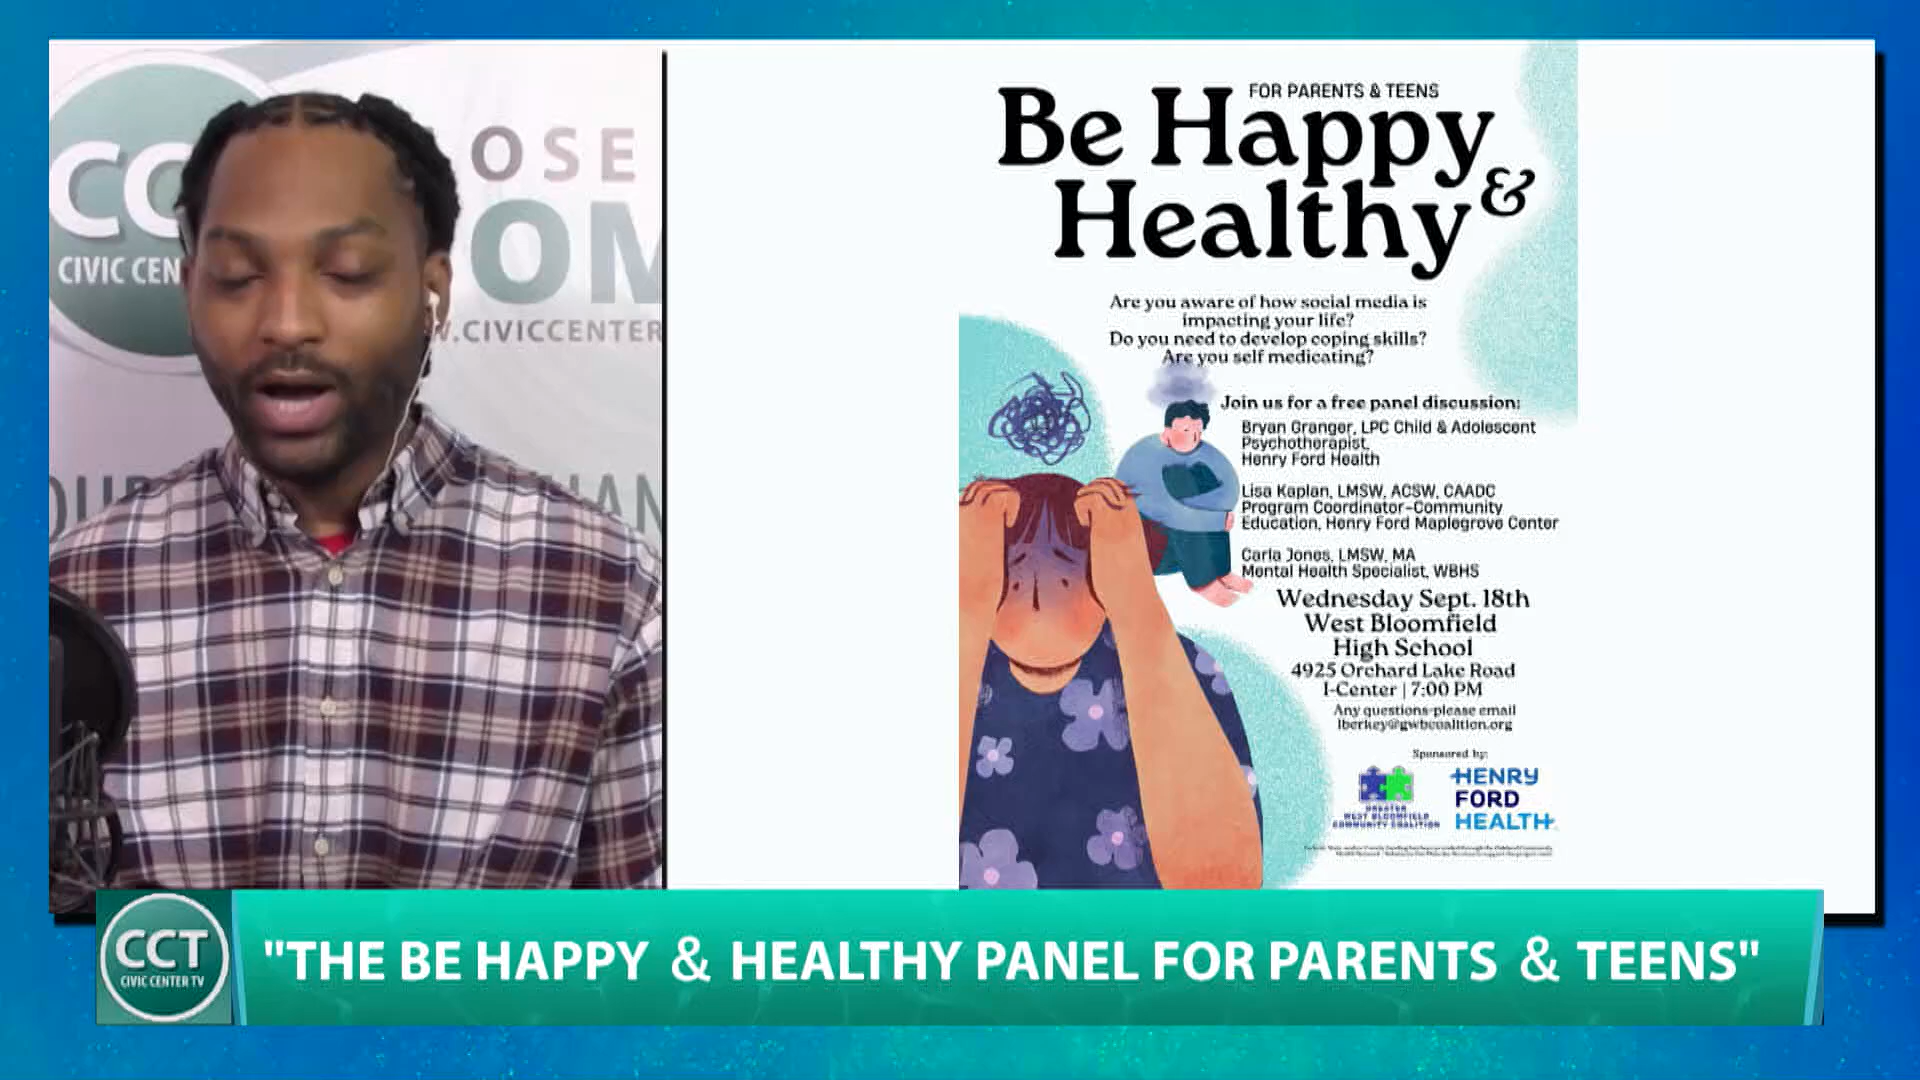 CC
CIVIC CEN
OSE
OM
W.CIVICCENTER
OUR
HAN
FOR PARENTS & TEENS
Be Happy
& Healthy
Are you aware of how social media is
impacting your life?
Do you need to develop coping skills?
Are you self medicating?
Join us for a free panel discussion:
Bryan Granger, LPC Child & Adolescent
Psychotherapist,
Henry Ford Health
Lisa Kaplan, LMSW, ACSW, CAADC
Program Coordinator-Community
Education, Henry Ford Maplegrove Center
Carla Jones, LMSW, MA
Mental Health Specialist, WBHS
Wednesday Sept. 18th
West Bloomfield
High School
4925 Orchard Lake Road
I-Center | 7:00 PM
Any questions please email
lberkey@gwbcoalition.org
Sponsored by:
GREATER
WEST BLOOMFIELD
COMMUNITY COALITION
HENRY
FORD
HEALTH
CCT
CIVIC CENTER TV
"THE BE HAPPY & HEALTHY PANEL FOR PARENTS & TEENS"